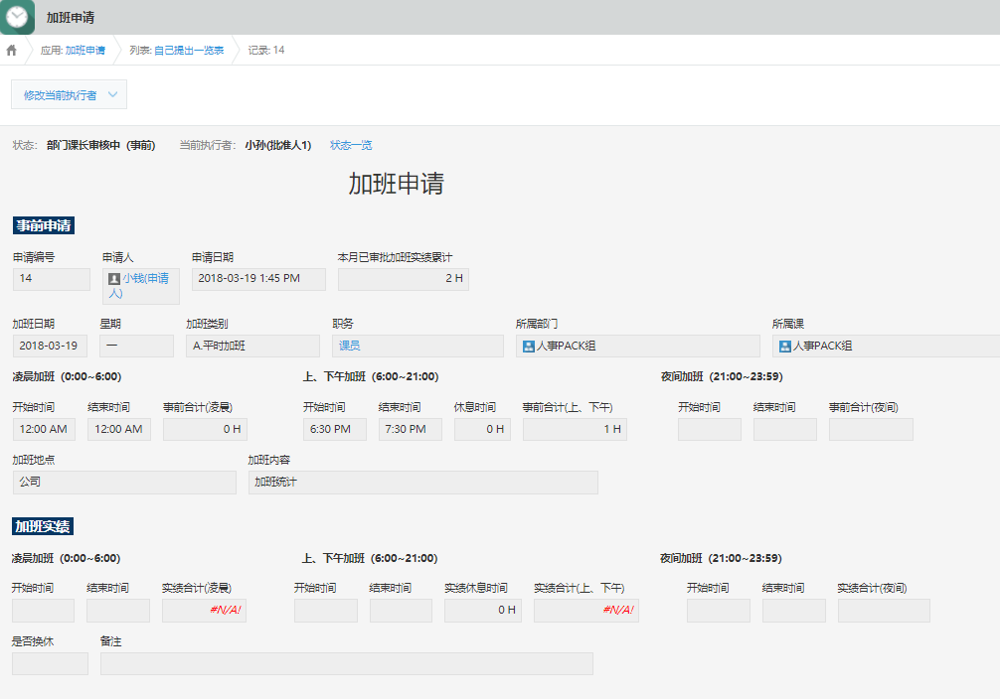 加班申请
应用: 加班申请 列表: 自己提出一览表 记录: 14
修改当前执行者
状态: 部门课长审核中 (事前) 当前执行者: 小孙(批准人1) 状态一览
加班申请
事前申请
申请编号 申请人 申请日期 本月已审批加班实绩累计
14 小钱(申请人) 2018-03-19 1:45 PM 2 H
加班日期 星期 加班类别 职务 所属部门 所属课
2018-03-19 一 A.平时加班 课员 人事PACK组 人事PACK组
凌晨加班 (0:00~6:00) 上、下午加班 (6:00~21:00) 夜间加班 (21:00~23:59)
开始时间 结束时间 事前合计(凌晨) 开始时间 结束时间 休息时间 事前合计(上、下午) 开始时间 结束时间 事前合计(夜间)
12:00 AM 12:00 AM 0 H 6:30 PM 7:30 PM 0 H 1 H
加班地点 加班内容
公司 加班统计
加班实绩
凌晨加班 (0:00~6:00) 上、下午加班 (6:00~21:00) 夜间加班 (21:00~23:59)
开始时间 结束时间 实绩合计(凌晨) 开始时间 结束时间 实绩休息时间 实绩合计(上、下午) 开始时间 结束时间 实绩合计(夜间)
#N/A! 0 H #N/A!
是否换休 备注